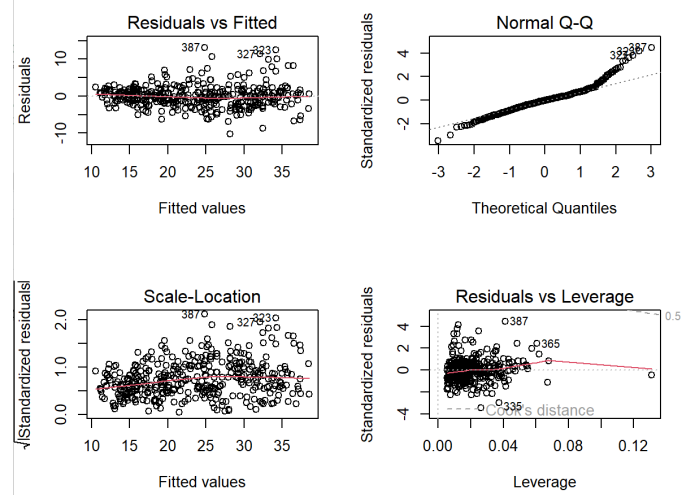 Residuals vs Fitted
Residuals
-10 0 10
387
327
323
10 15 20 25 30 35
Fitted values
Normal Q-Q
Standardized residuals
-2 0 2 4
387
323
327
-3 -2 -1 0 1 2 3
Theoretical Quantiles
Scale-Location
√|Standardized residuals|
0.0 1.0 2.0
387
327
323
10 15 20 25 30 35
Fitted values
Residuals vs Leverage
Standardized residuals
-4 0 2 4
387
365
335
Cook's distance
0.5
0.00 0.04 0.08 0.12
Leverage